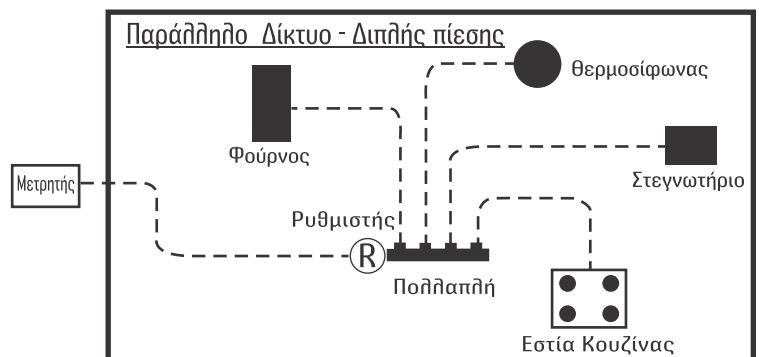 Παράλληλο Δίκτυο - Διπλής πίεσης
θερμοσίφωνας
Φούρνος
Στεγνωτήριο
Μετρητής
Ρυθμιστής
R
Πολλαπλή
Εστία Κουζίνας